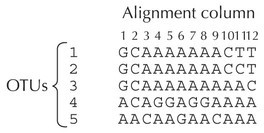 Alignment column
1 2 3 4 5 6 7 8 9 10 11 12
1 GCAAAAAAACTT
2 GCAAAAAAACCT
3 GCAAAAAAAAAC
OTUs
4 ACAGGAGGAAAA
5 AACAAGAACAAA